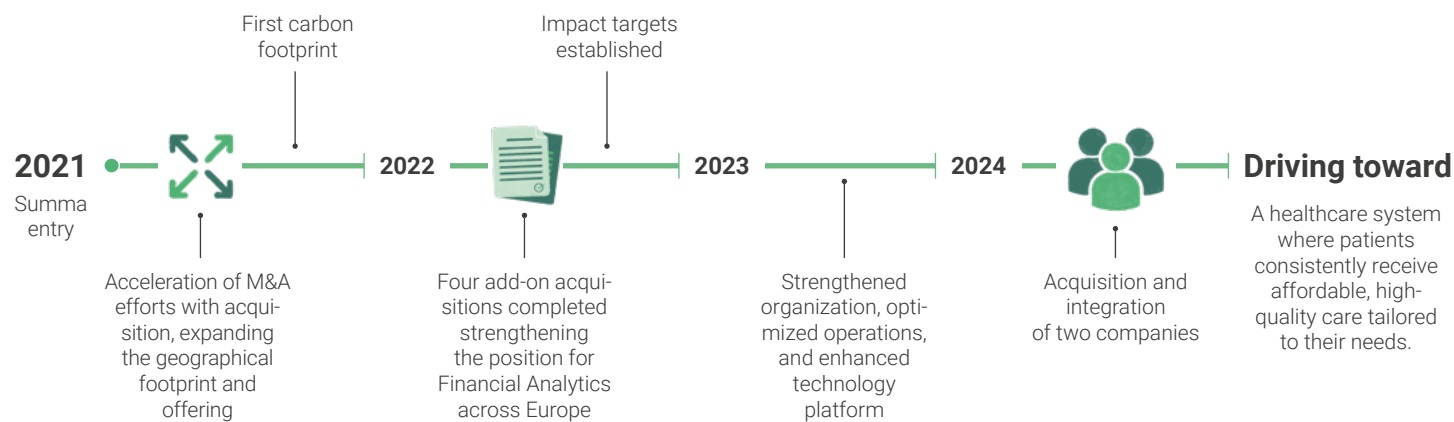 First carbon
footprint
Impact targets
established
2021
Summa
entry
2022
2023
2024
Driving toward
Acceleration of M&A
efforts with acqui-
sition, expanding
the geographical
footprint and
offering
Four add-on acqui-
sitions completed
strengthening
the position for
Financial Analytics
across Europe
Strengthened
organization, opti-
mized operations,
and enhanced
technology
platform
Acquisition and
integration
of two companies
A healthcare system
where patients
consistently receive
affordable, high-
quality care tailored
to their needs.